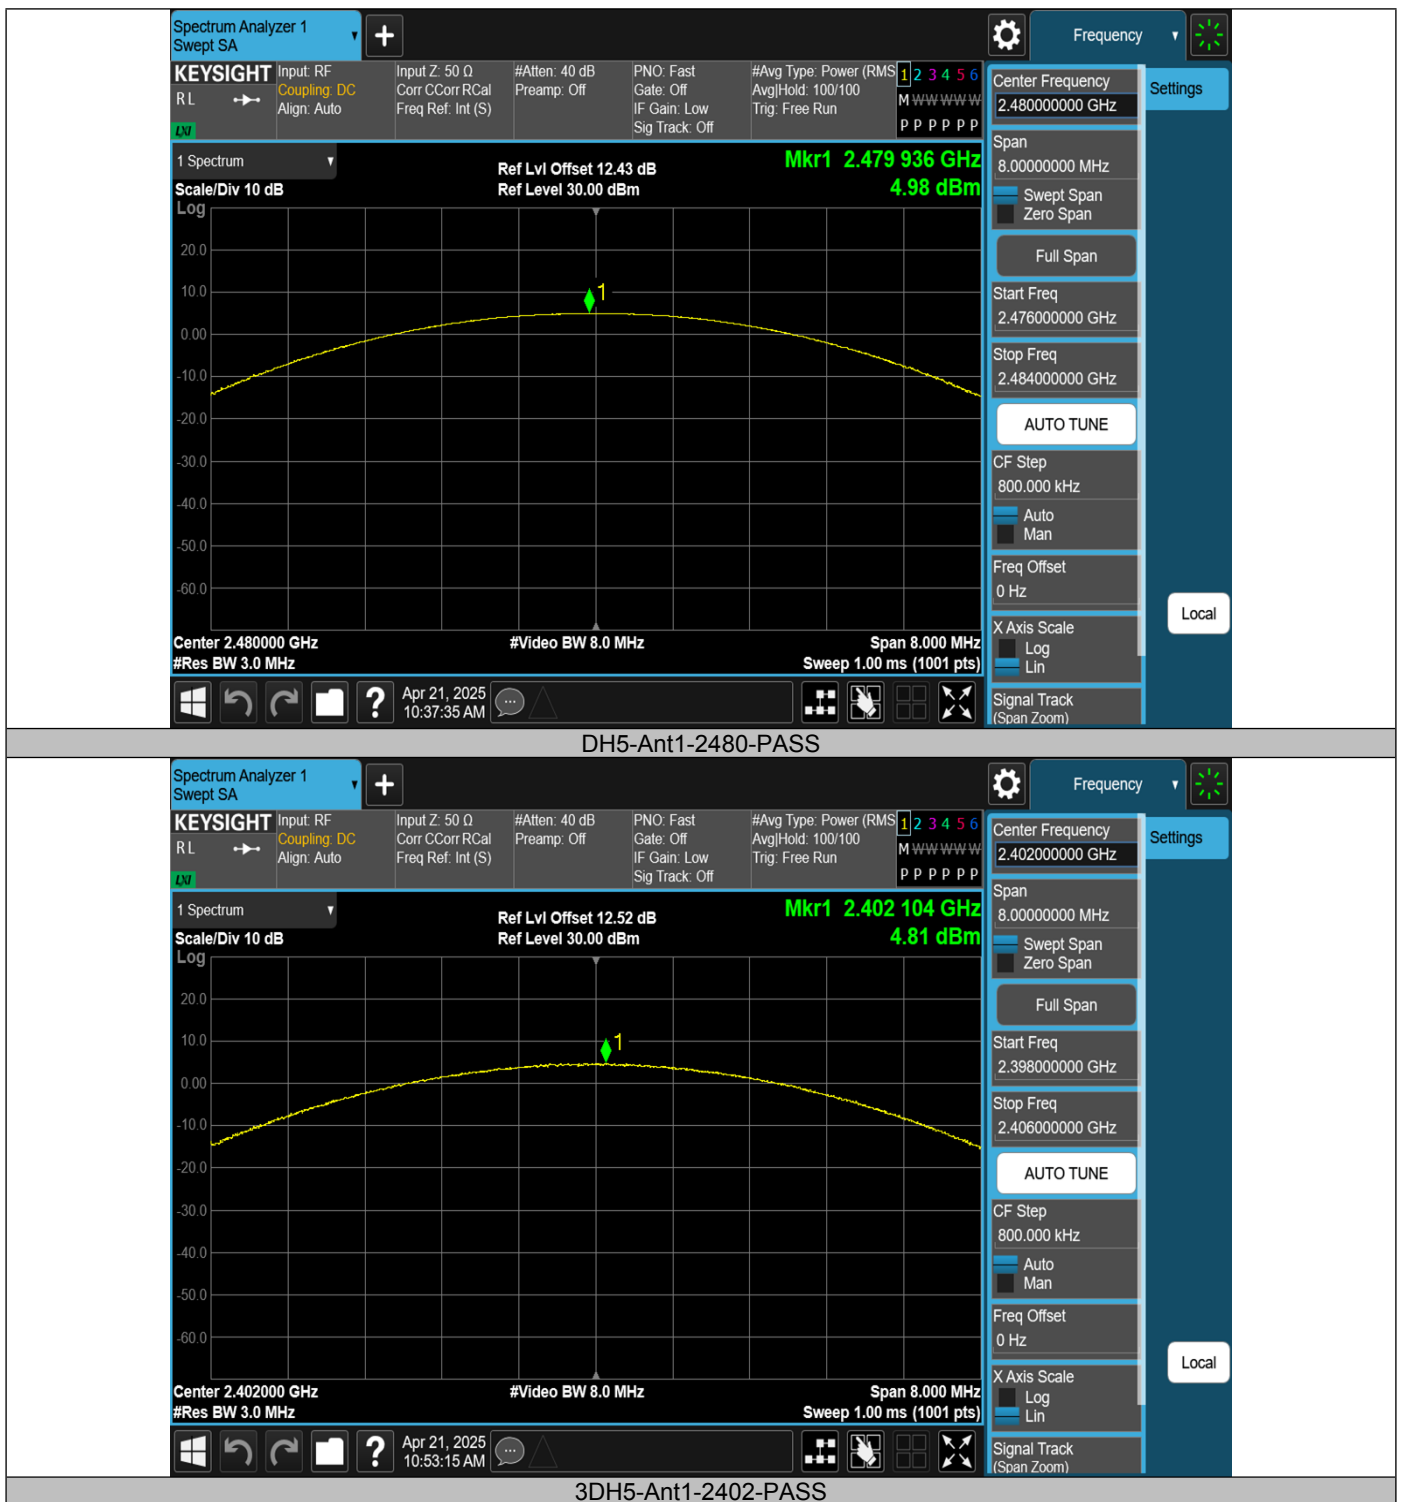 Spectrum Analyzer 1
Swept SA
Frequency
KEYSIGHT
R L
LXI
Input: RF
Coupling: DC
Align: Auto
Input Z: 50 Ω
Corr CCorr RCal
Freq Ref: Int (S)
#Atten: 40 dB
Preamp: Off
PNO: Fast
Gate: Off
IF Gain: Low
Sig Track: Off
#Avg Type: Power (RMS
Avg|Hold: 100/100
Trig: Free Run
1 2 3 4 5 6
M W W W W W
P P P P P P
1 Spectrum
Scale/Div 10 dB
Log
Ref Lvl Offset 12.43 dB
Ref Level 30.00 dBm
Mkr1 2.479 936 GHz
4.98 dBm
20.0
10.0
0.00
-10.0
-20.0
-30.0
-40.0
-50.0
-60.0
1
Center 2.480000 GHz
#Res BW 3.0 MHz
#Video BW 8.0 MHz
Span 8.000 MHz
Sweep 1.00 ms (1001 pts)
Apr 21, 2025
10:37:35 AM
Center Frequency
2.480000000 GHz
Span
8.00000000 MHz
Swept Span
Zero Span
Full Span
Start Freq
2.476000000 GHz
Stop Freq
2.484000000 GHz
AUTO TUNE
CF Step
800.000 kHz
Auto
Man
Freq Offset
0 Hz
X Axis Scale
Log
Lin
Signal Track
(Span Zoom)
Settings
Local
DH5-Ant1-2480-PASS
Spectrum Analyzer 1
Swept SA
Frequency
KEYSIGHT
R L
LXI
Input: RF
Coupling: DC
Align: Auto
Input Z: 50 Ω
Corr CCorr RCal
Freq Ref: Int (S)
#Atten: 40 dB
Preamp: Off
PNO: Fast
Gate: Off
IF Gain: Low
Sig Track: Off
#Avg Type: Power (RMS
Avg|Hold: 100/100
Trig: Free Run
1 2 3 4 5 6
M W W W W W
P P P P P P
1 Spectrum
Scale/Div 10 dB
Log
Ref Lvl Offset 12.52 dB
Ref Level 30.00 dBm
Mkr1 2.402 104 GHz
4.81 dBm
20.0
10.0
0.00
-10.0
-20.0
-30.0
-40.0
-50.0
-60.0
1
Center 2.402000 GHz
#Res BW 3.0 MHz
#Video BW 8.0 MHz
Span 8.000 MHz
Sweep 1.00 ms (1001 pts)
Apr 21, 2025
10:53:15 AM
Center Frequency
2.402000000 GHz
Span
8.00000000 MHz
Swept Span
Zero Span
Full Span
Start Freq
2.398000000 GHz
Stop Freq
2.406000000 GHz
AUTO TUNE
CF Step
800.000 kHz
Auto
Man
Freq Offset
0 Hz
X Axis Scale
Log
Lin
Signal Track
(Span Zoom)
Settings
Local
3DH5-Ant1-2402-PASS